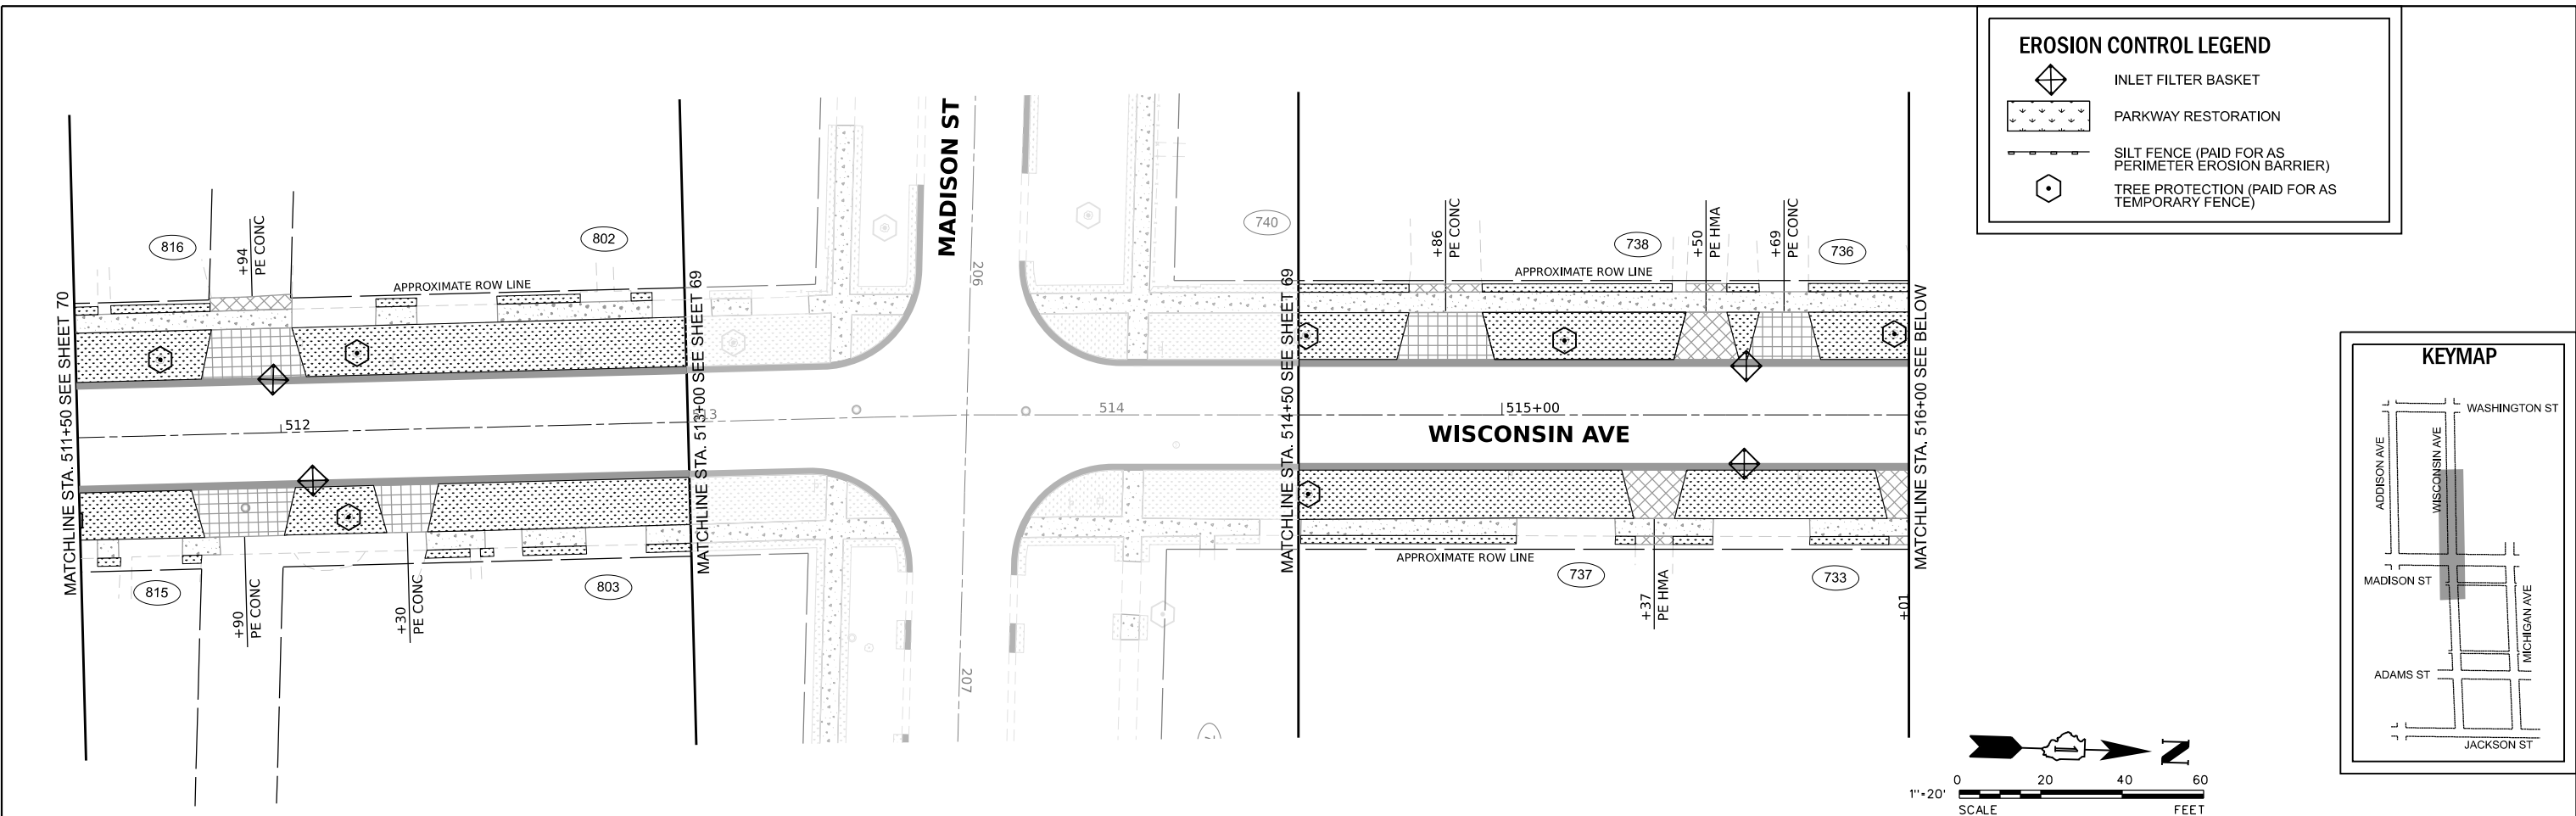 EROSION CONTROL LEGEND
INLET FILTER BASKET
PARKWAY RESTORATION
SILT FENCE (PAID FOR AS
PERIMETER EROSION BARRIER)
TREE PROTECTION (PAID FOR AS
TEMPORARY FENCE)
MATCHLINE STA. 511+50 SEE SHEET 70
816
+94
PE CONC
802
APPROXIMATE ROW LINE
MATCHLINE STA. 513+00 SEE SHEET 69
MADISON ST
206
740
MATCHLINE STA. 514+50 SEE SHEET 69
+86
PE CONC
738
+50
PE HMA
+69
PE CONC
736
APPROXIMATE ROW LINE
MATCHLINE STA. 516+00 SEE BELOW
512
513
514
515+00
WISCONSIN AVE
815
+90
PE CONC
+30
PE CONC
803
207
APPROXIMATE ROW LINE
737
+37
PE HMA
733
+01
KEYMAP
WASHINGTON ST
ADDISON AVE
WISCONSIN AVE
MADISON ST
MICHIGAN AVE
ADAMS ST
JACKSON ST
N
0 20 40 60
1"=20'
SCALE FEET